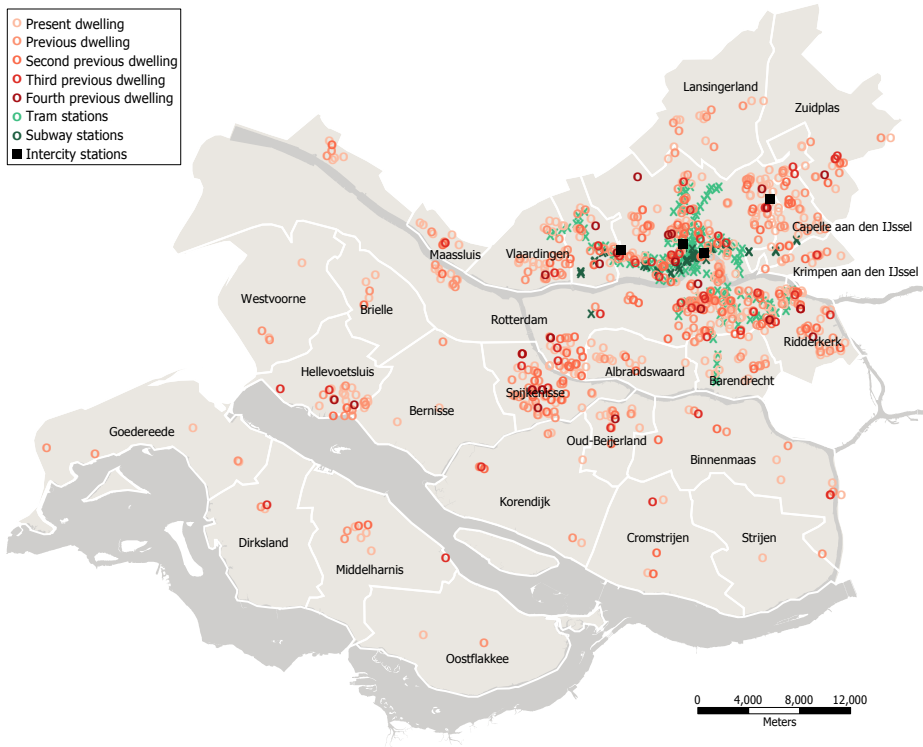 Present dwelling
Previous dwelling
Second previous dwelling
Third previous dwelling
Fourth previous dwelling
Tram stations
Subway stations
Intercity stations
Lansingerland
Zuidplas
Capelle aan den IJssel
Maassluis
Vlaardingen
Krimpen aan den IJssel
Westvoorne
Brielle
Rotterdam
Ridderkerk
Hellevoetsluis
Albrandswaard
Barendrecht
Spijkenisse
Bernisse
Goedereede
Oud-Beijerland
Binnenmaas
Korendijk
Dirksland
Cromstrijen
Strijen
Middelharnis
Oostflakkee
0 4,000 8,000 12,000
Meters